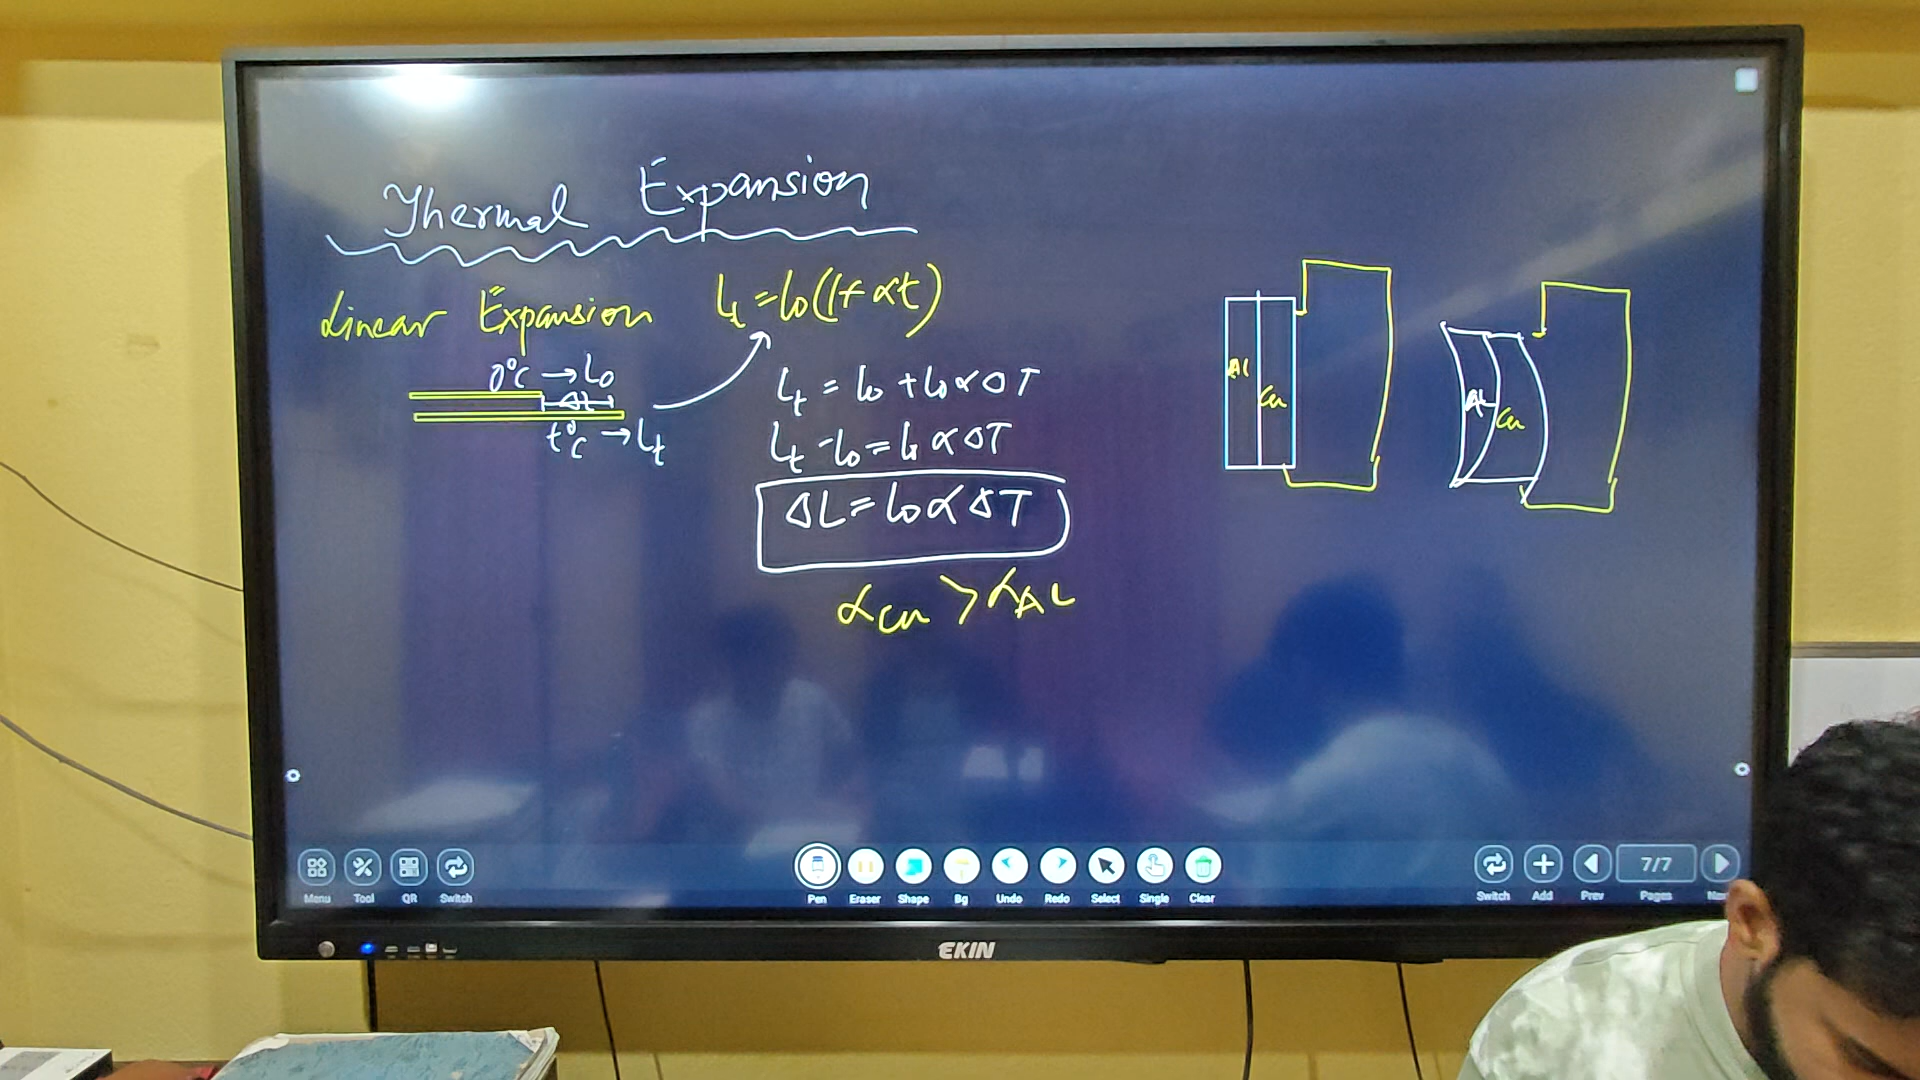 Thermal Expansion
Linear Expansion
Lt = lo(1+αt)
0°C → Lo
ΔL
t°C → Lt
Lt = lo + loαΔT
Lt - lo = loαΔT
ΔL = loαΔT
αCu > αAL
AL
Cu
AL
Cu
Menu Tool QR Switch
Pen Eraser Shape Bg Undo Redo Select Single Clear
Switch Add Prev 7/7 Pages
EKIN